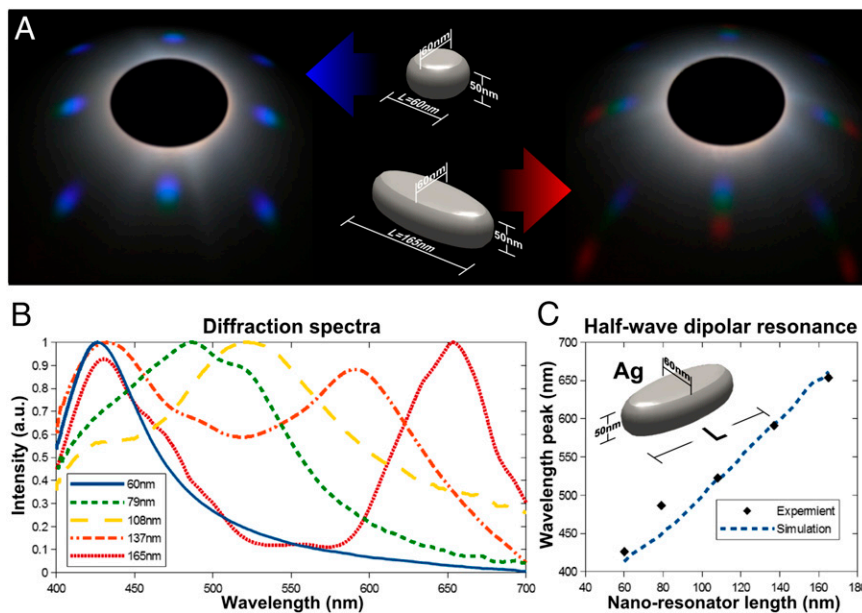 A
60nm
50nm
L=60nm
60nm
50nm
L=165nm
B
Diffraction spectra
1
0.9
0.8
0.7
0.6
0.5
0.4
0.3
0.2
0.1
0
Intensity (a.u.)
60nm
79nm
108nm
137nm
165nm
400 450 500 550 600 650 700
Wavelength (nm)
C
Half-wave dipolar resonance
700
650
600
550
500
450
400
Wavelength peak (nm)
Ag
60nm
50nm
L
Expermient
Simulation
40 60 80 100 120 140 160 180
Nano-resonator length (nm)